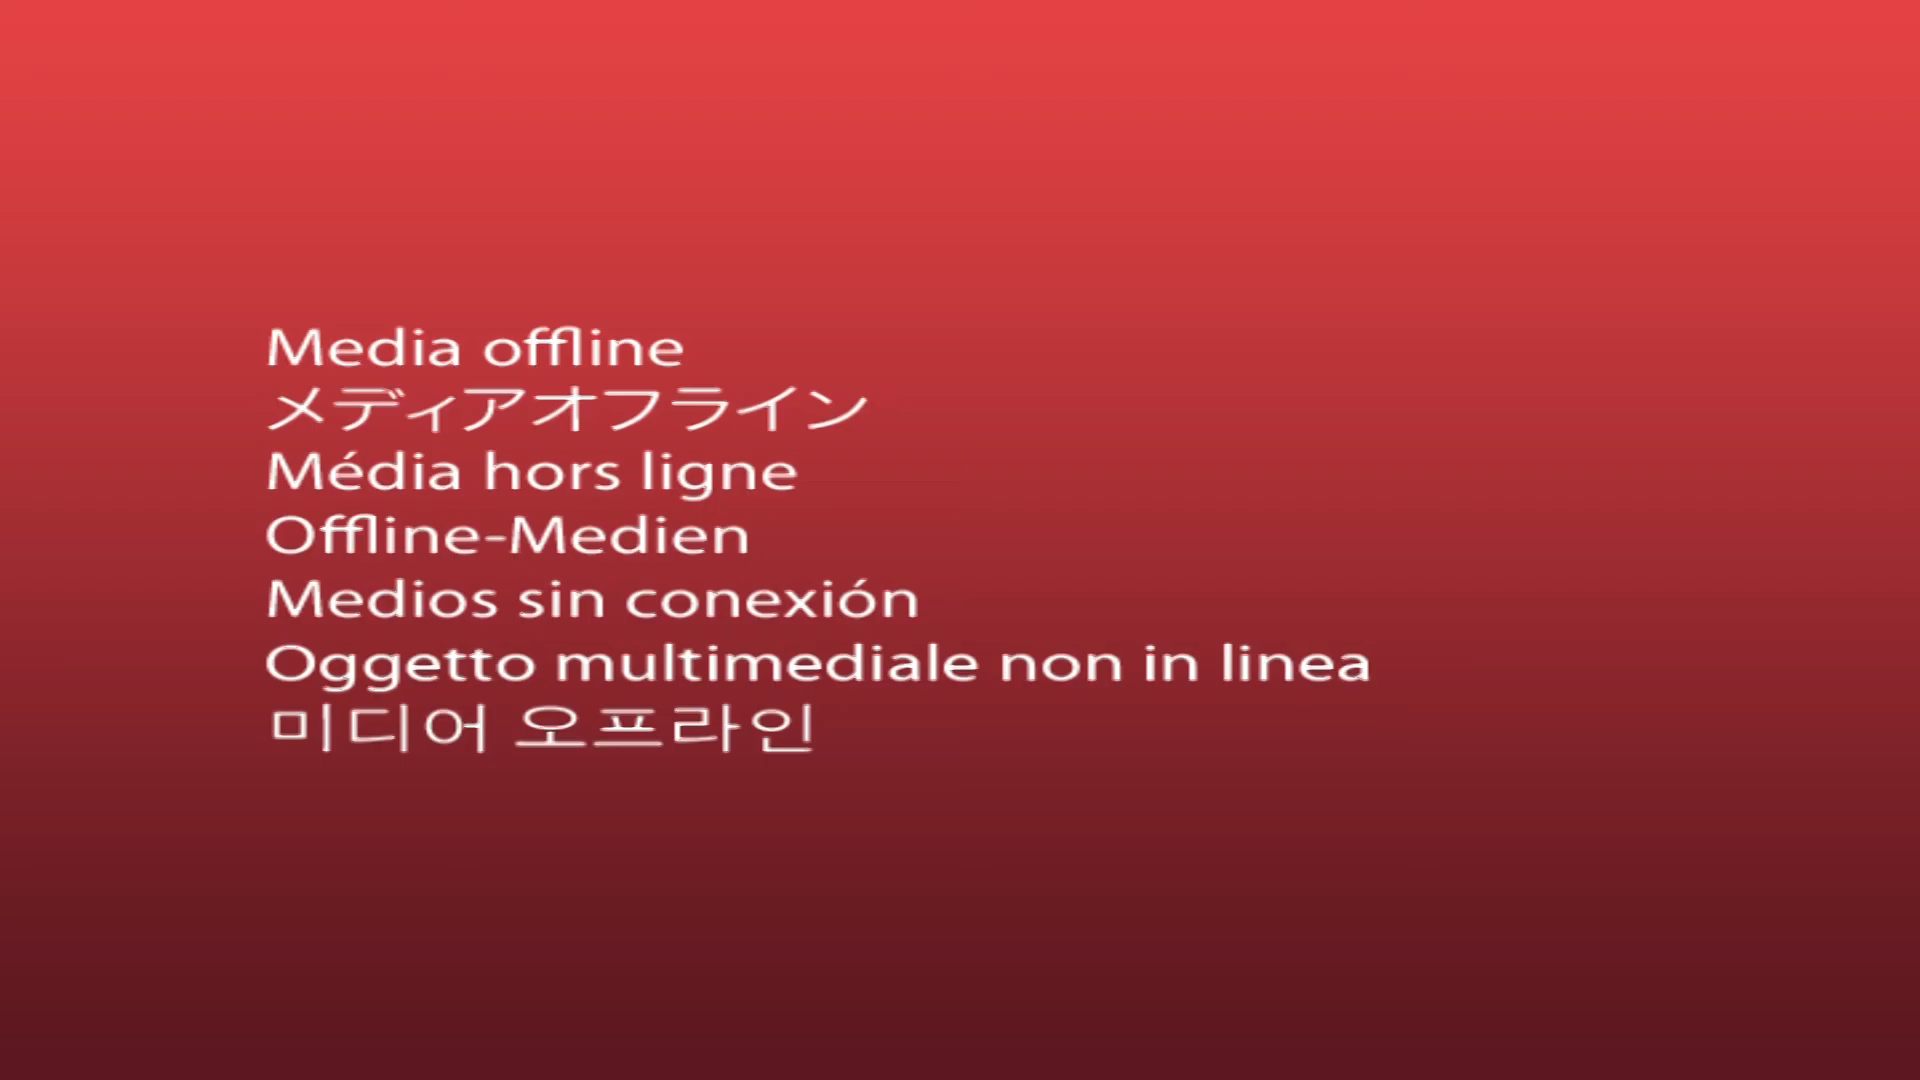 Media offline
メディアオフライン
Média hors ligne
Offline-Medien
Medios sin conexión
Oggetto multimediale non in linea
미디어 오프라인